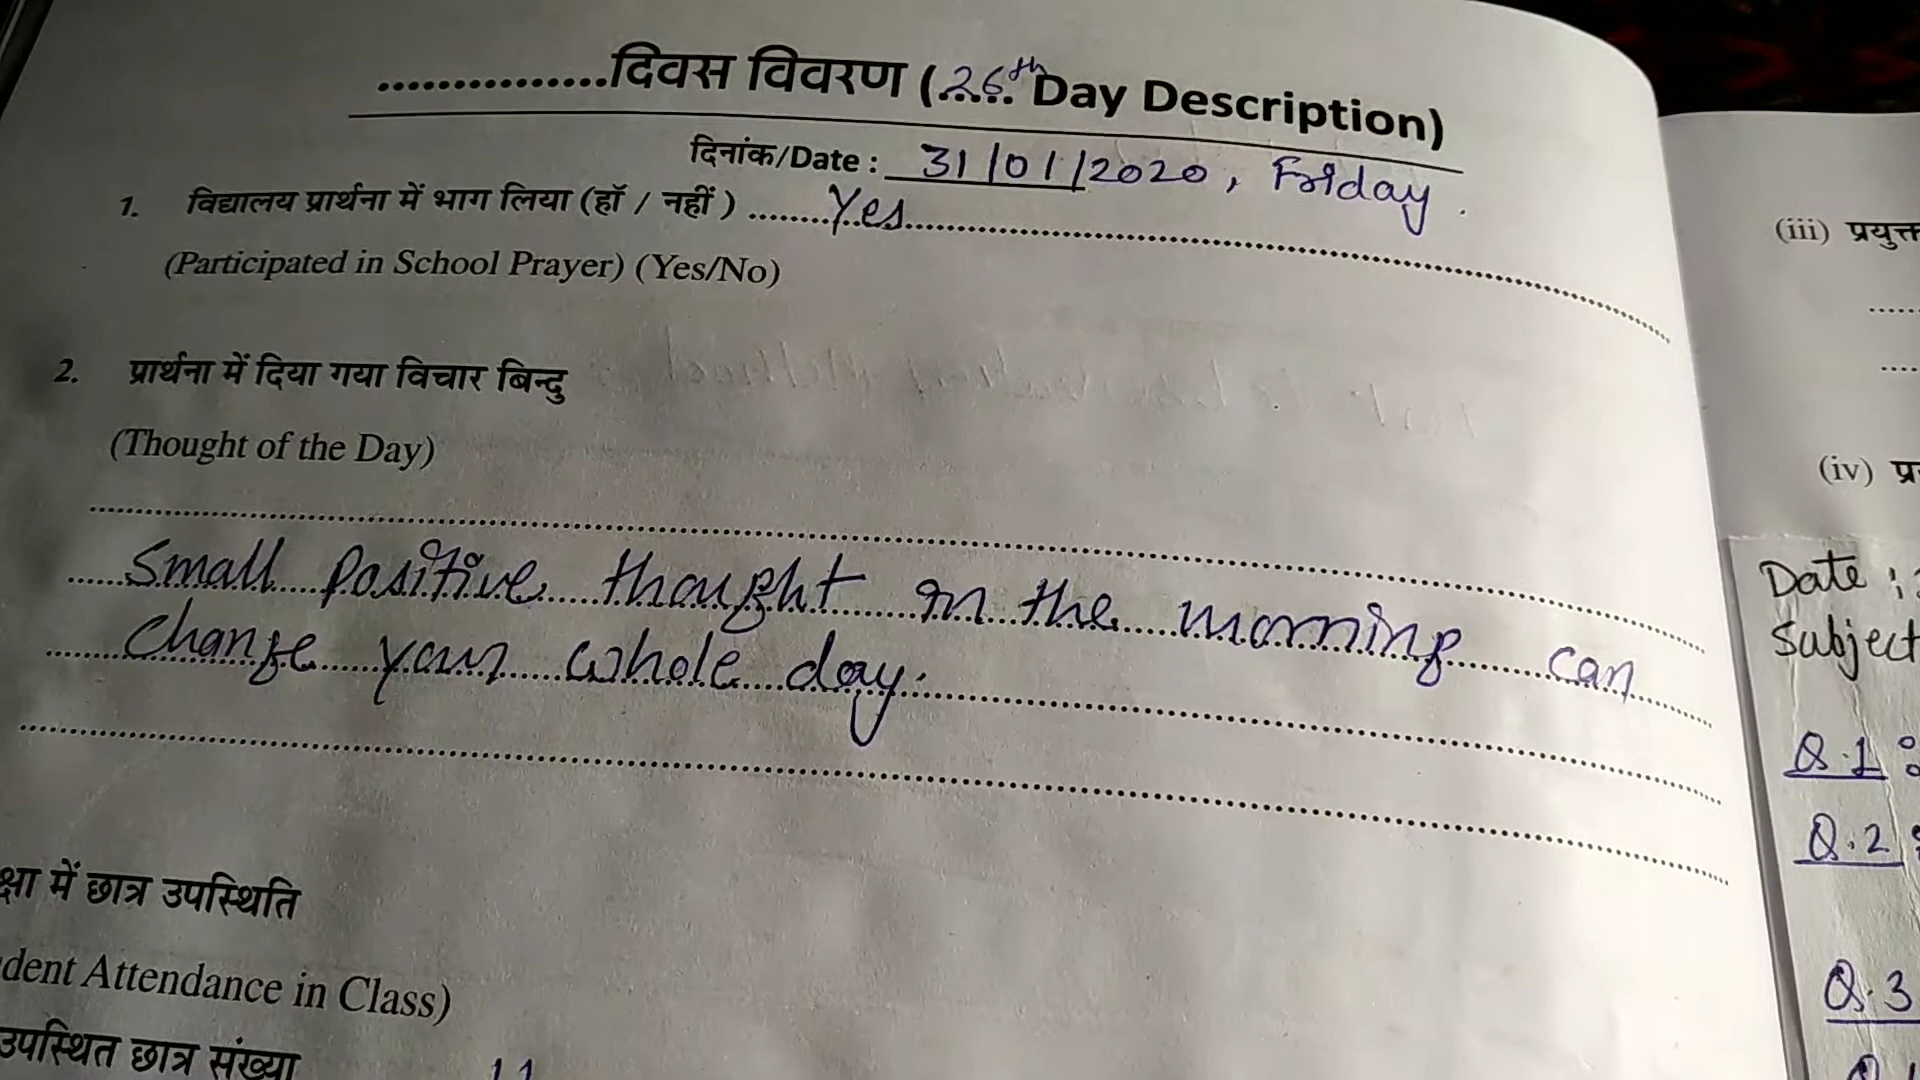 ...............दिवस विवरण (26th Day Description)
दिनांक/Date : 31/01/2020, Friday.
1. विद्यालय प्रार्थना में भाग लिया (हॉ / नहीं ) ........Yes
(Participated in School Prayer) (Yes/No)
2. प्रार्थना में दिया गया विचार बिन्दु
(Thought of the Day)
Small Positive thought in the morning can
change your whole day.
क्षा में छात्र उपस्थिति
dent Attendance in Class)
उपस्थित छात्र संख्या 11
(iii) प्रयुक्त
(iv) प्र
Date :
Subject
Q.1 :
Q.2 :
Q.3